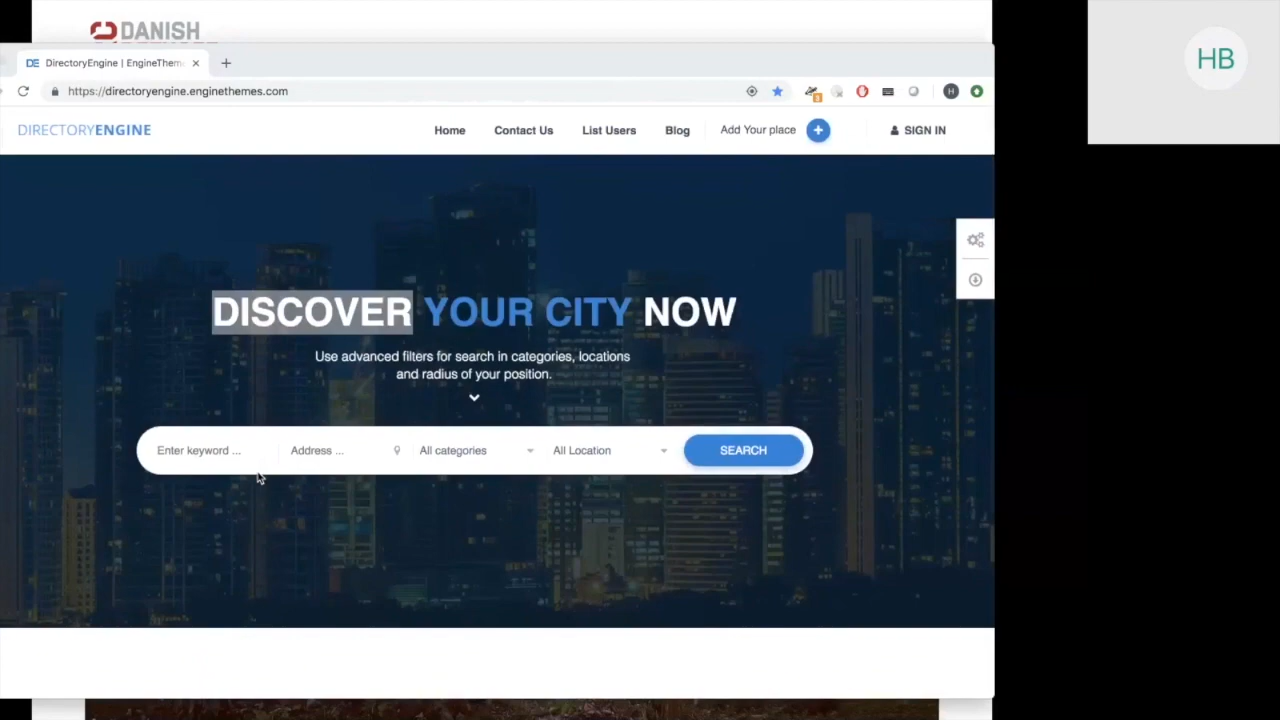 DANISH
HB
DE DirectoryEngine | EngineThem
https://directoryengine.enginethemes.com
H
DIRECTORYENGINE
Home Contact Us List Users Blog Add Your place SIGN IN
DISCOVER YOUR CITY NOW
Use advanced filters for search in categories, locations
and radius of your position.
Enter keyword ... Address ... All categories All Location SEARCH